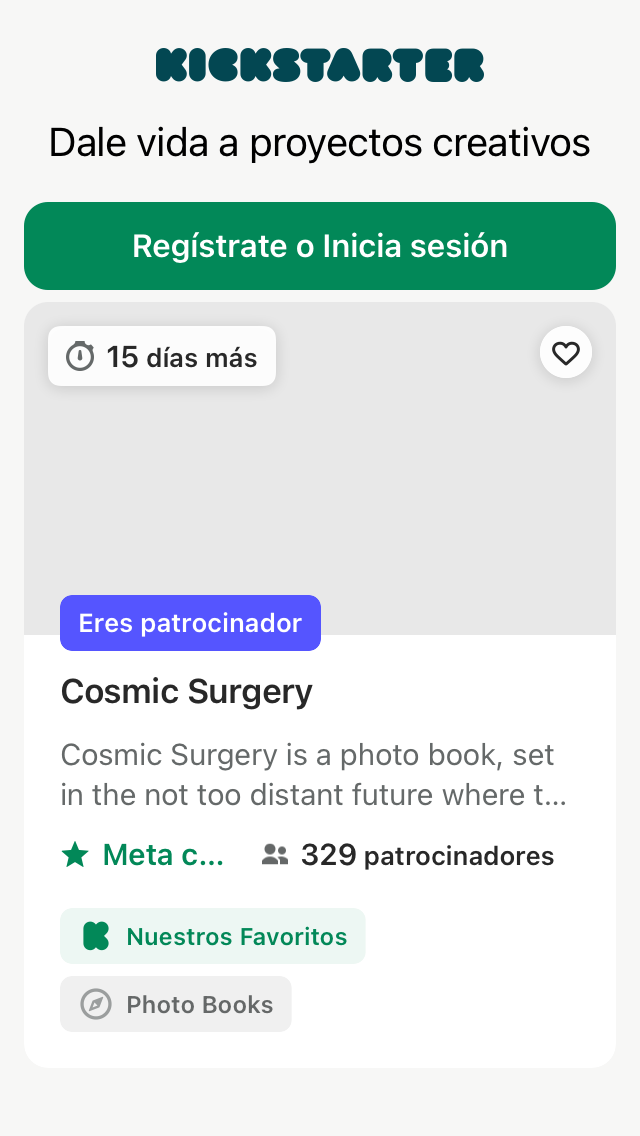 KICKSTARTER
Dale vida a proyectos creativos
Regístrate o Inicia sesión
15 días más
Eres patrocinador
Cosmic Surgery
Cosmic Surgery is a photo book, set
in the not too distant future where t...
Meta c... 329 patrocinadores
Nuestros Favoritos
Photo Books